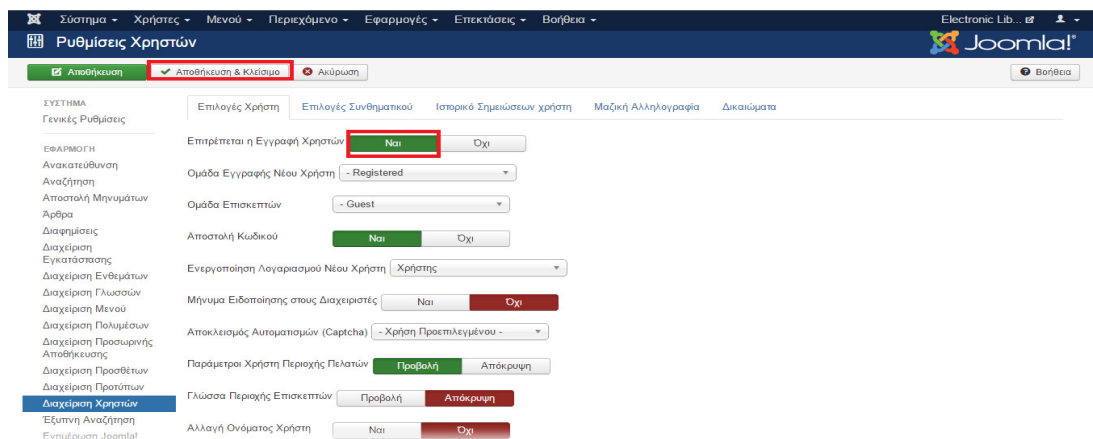 Σύστημα Χρήστες Μενού Περιεχόμενο Εφαρμογές Επεκτάσεις Βοήθεια Electronic Lib...
Ρυθμίσεις Χρηστών Joomla!
Αποθήκευση Αποθήκευση & Κλείσιμο Ακύρωση Βοήθεια
ΣΥΣΤΗΜΑ
Γενικές Ρυθμίσεις
ΕΦΑΡΜΟΓΗ
Ανακατεύθυνση
Αναζήτηση
Αποστολή Μηνυμάτων
Άρθρα
Διαφημίσεις
Διαχείριση
Εγκατάστασης
Διαχείριση Ενθεμάτων
Διαχείριση Γλωσσών
Διαχείριση Μενού
Διαχείριση Πολυμέσων
Διαχείριση Προσωρινής
Αποθήκευσης
Διαχείριση Προσθέτων
Διαχείριση Προτύπων
Διαχείριση Χρηστών
Έξυπνη Αναζήτηση
Ενημέρωση Joomla!
Επιλογές Χρήστη Επιλογές Συνθηματικού Ιστορικό Σημειώσεων χρήστη Μαζική Αλληλογραφία Δικαιώματα
Επιτρέπεται η Εγγραφή Χρηστών Ναι Όχι
Ομάδα Εγγραφής Νέου Χρήστη - Registered
Ομάδα Επισκεπτών - Guest
Αποστολή Κωδικού Ναι Όχι
Ενεργοποίηση Λογαριασμού Νέου Χρήστη Χρήστης
Μήνυμα Ειδοποίησης στους Διαχειριστές Ναι Όχι
Αποκλεισμός Αυτοματισμών (Captcha) - Χρήση Προεπιλεγμένου -
Παράμετροι Χρήστη Περιοχής Πελατών Προβολή Απόκρυψη
Γλώσσα Περιοχής Επισκεπτών Προβολή Απόκρυψη
Αλλαγή Ονόματος Χρήστη Ναι Όχι